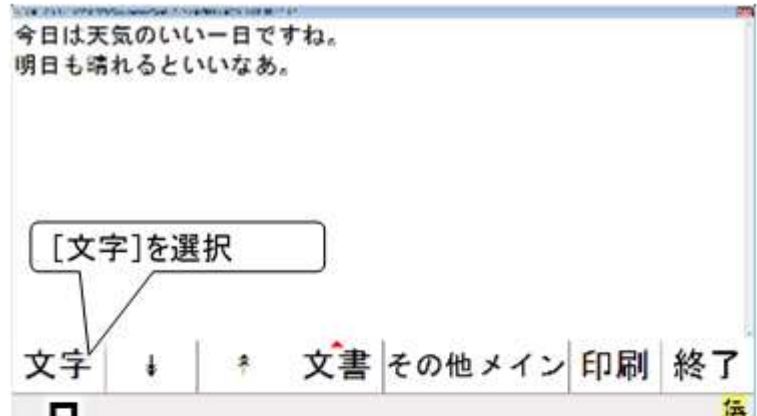 今日は天気のいい一日ですね。
明日も晴れるといいなあ。
[文字]を選択
文字 ↡ ↟ 文書 その他メイン 印刷 終了
伝